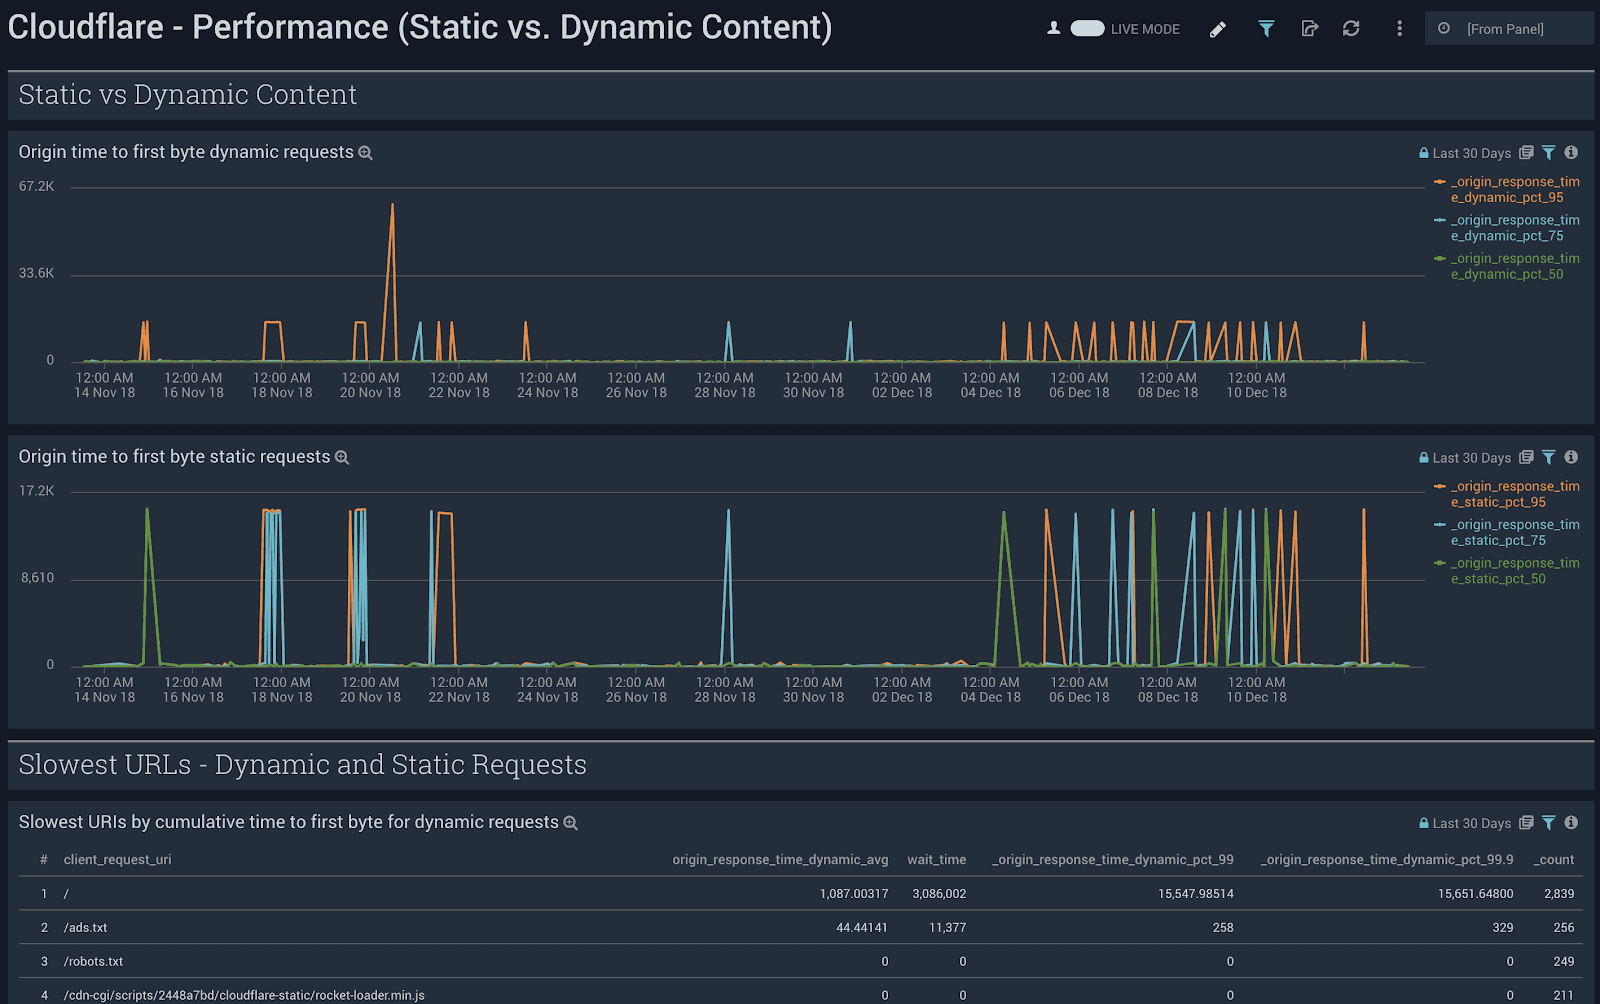 Cloudflare - Performance (Static vs. Dynamic Content)
LIVE MODE
[From Panel]
Static vs Dynamic Content
Origin time to first byte dynamic requests
Last 30 Days
67.2K
33.6K
0
12:00 AM 12:00 AM 12:00 AM 12:00 AM 12:00 AM 12:00 AM 12:00 AM 12:00 AM 12:00 AM 12:00 AM 12:00 AM 12:00 AM 12:00 AM 12:00 AM
14 Nov 18 16 Nov 18 18 Nov 18 20 Nov 18 22 Nov 18 24 Nov 18 26 Nov 18 28 Nov 18 30 Nov 18 02 Dec 18 04 Dec 18 06 Dec 18 08 Dec 18 10 Dec 18
_origin_response_tim
e_dynamic_pct_95
_origin_response_tim
e_dynamic_pct_75
_origin_response_tim
e_dynamic_pct_50
Origin time to first byte static requests
Last 30 Days
17.2K
8,610
0
12:00 AM 12:00 AM 12:00 AM 12:00 AM 12:00 AM 12:00 AM 12:00 AM 12:00 AM 12:00 AM 12:00 AM 12:00 AM 12:00 AM 12:00 AM 12:00 AM
14 Nov 18 16 Nov 18 18 Nov 18 20 Nov 18 22 Nov 18 24 Nov 18 26 Nov 18 28 Nov 18 30 Nov 18 02 Dec 18 04 Dec 18 06 Dec 18 08 Dec 18 10 Dec 18
_origin_response_tim
e_static_pct_95
_origin_response_tim
e_static_pct_75
_origin_response_tim
e_static_pct_50
Slowest URLs - Dynamic and Static Requests
Slowest URIs by cumulative time to first byte for dynamic requests
Last 30 Days
# client_request_uri origin_response_time_dynamic_avg wait_time _origin_response_time_dynamic_pct_99 _origin_response_time_dynamic_pct_99.9 _count
1 / 1,087.00317 3,086,002 15,547.98514 15,651.64800 2,839
2 /ads.txt 44.44141 11,377 258 329 256
3 /robots.txt 0 0 0 0 249
4 /cdn-cgi/scripts/2448a7bd/cloudflare-static/rocket-loader.min.js 0 0 0 0 211